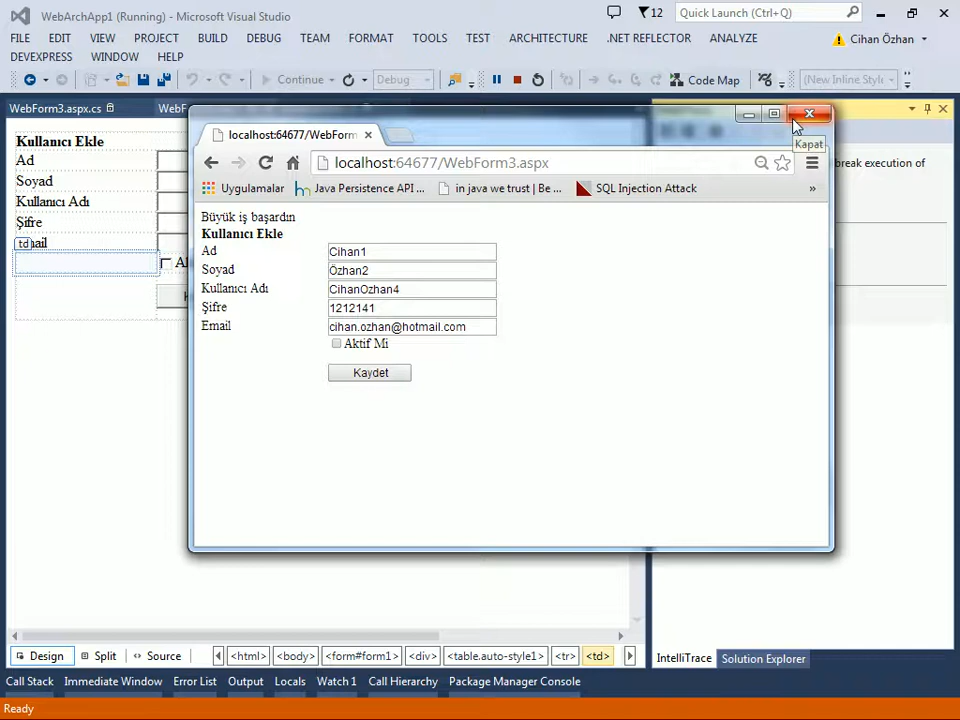 WebArchApp1 (Running) - Microsoft Visual Studio
12
Quick Launch (Ctrl+Q)
FILE EDIT VIEW PROJECT BUILD DEBUG TEAM FORMAT TOOLS TEST ARCHITECTURE .NET REFLECTOR ANALYZE
Cihan Özhan
DEVEXPRESS WINDOW HELP
Continue
Debug
Code Map
(New Inline Style)
WebForm3.aspx.cs
WebF
Kullanıcı Ekle
Ad
Soyad
Kullanıcı Adı
Şifre
td
mail
break execution of
localhost:64677/WebForm
Kapat
localhost:64677/WebForm3.aspx
Uygulamalar
Java Persistence API ...
in java we trust | Be ...
SQL Injection Attack
»
Büyük iş başardın
Kullanıcı Ekle
Ad Cihan1
Soyad Özhan2
Kullanıcı Adı CihanOzhan4
Şifre 1212141
Email cihan.ozhan@hotmail.com
Aktif Mi
Kaydet
Design Split Source <html> <body> <form#form1> <div> <table.auto-style1> <tr> <td>
IntelliTrace Solution Explorer
Call Stack Immediate Window Error List Output Locals Watch 1 Call Hierarchy Package Manager Console
Ready